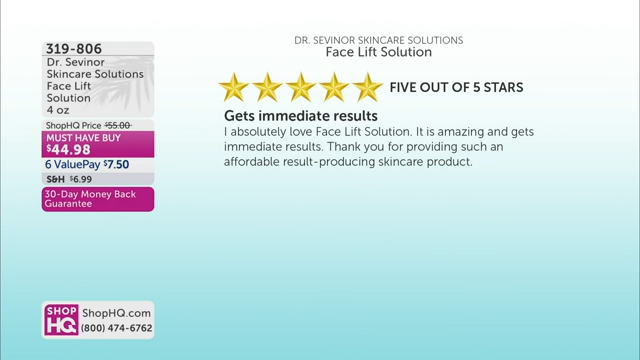 319-806
Dr. Sevinor
Skincare Solutions
Face Lift
Solution
4 oz
ShopHQ Price $55.00
MUST HAVE BUY
$44.98
6 ValuePay $7.50
S&H $6.99
30-Day Money Back
Guarantee
DR. SEVINOR SKINCARE SOLUTIONS
Face Lift Solution
FIVE OUT OF 5 STARS
Gets immediate results
I absolutely love Face Lift Solution. It is amazing and gets
immediate results. Thank you for providing such an
affordable result-producing skincare product.
SHOP
HQ
ShopHQ.com
(800) 474-6762